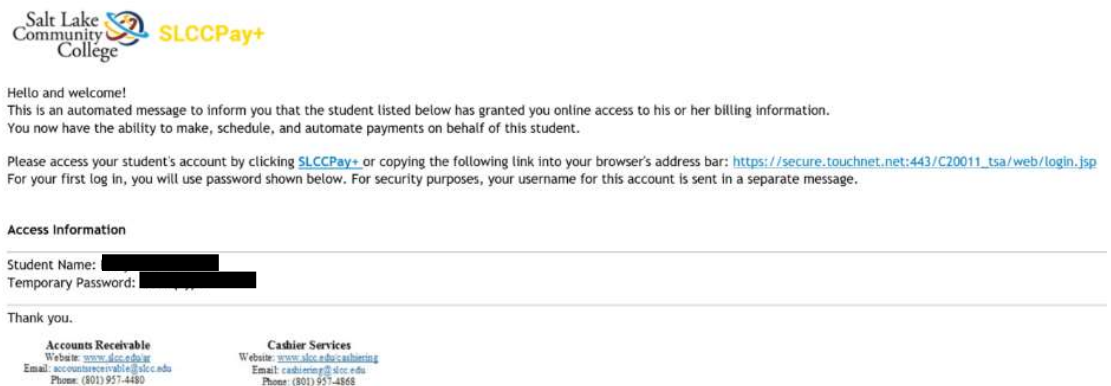 Salt Lake
Community
College
SLCCPay+
Hello and welcome!
This is an automated message to inform you that the student listed below has granted you online access to his or her billing information.
You now have the ability to make, schedule, and automate payments on behalf of this student.
Please access your student's account by clicking SLCCPay+ or copying the following link into your browser's address bar: https://secure.touchnet.net:443/C20011_tsa/web/login.jsp
For your first log in, you will use password shown below. For security purposes, your username for this account is sent in a separate message.
Access Information
Student Name:
Temporary Password:
Thank you.
Accounts Receivable
Website: www.slcc.edu/ar
Email: accountsreceivable@slcc.edu
Phone: (801) 957-4480
Cashier Services
Website: www.slcc.edu/cashiering
Email: cashiering@slcc.edu
Phone: (801) 957-4868